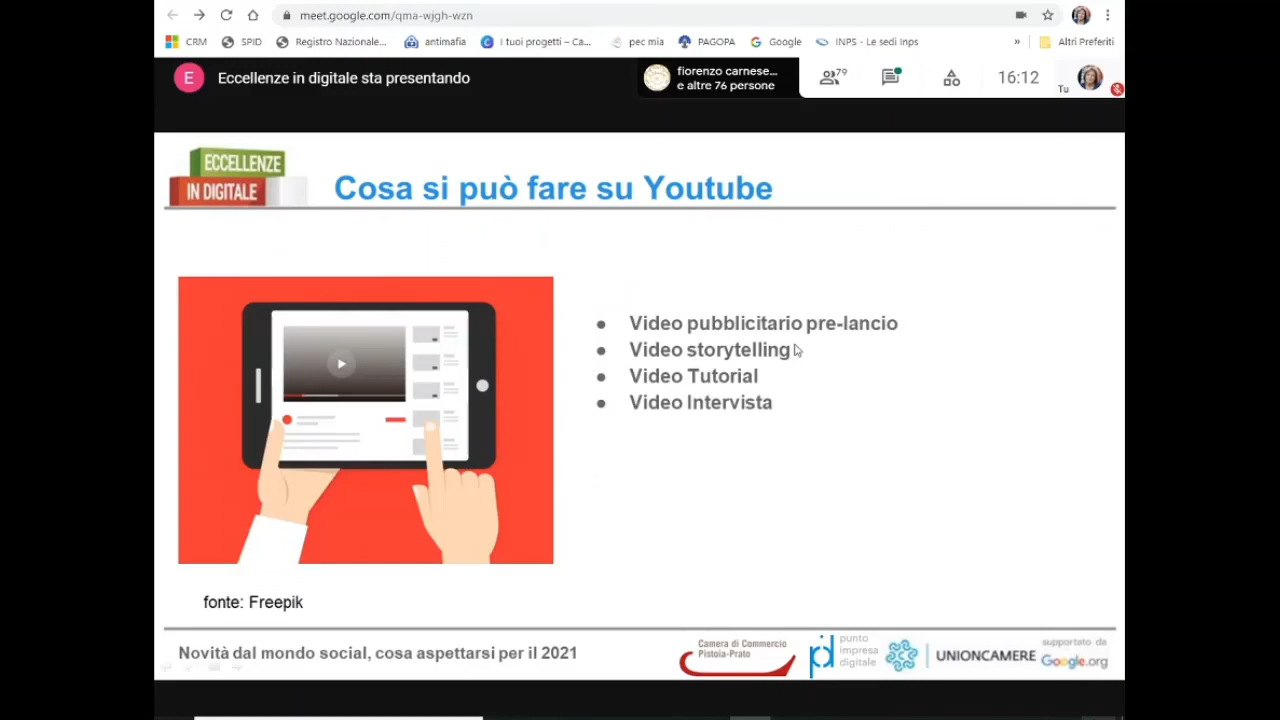 meet.google.com/qma-wjgh-wzn
CRM SPID Registro Nazionale... antimafia I tuoi progetti – Ca... pec mia PAGOPA Google INPS - Le sedi Inps » Altri Preferiti
E Eccellenze in digitale sta presentando
fiorenzo carnese...
e altre 76 persone
79
16:12
Tu
ECCELLENZE
IN DIGITALE
Cosa si può fare su Youtube
● Video pubblicitario pre-lancio
● Video storytelling
● Video Tutorial
● Video Intervista
fonte: Freepik
Novità dal mondo social, cosa aspettarsi per il 2021
Camera di Commercio
Pistoia-Prato
pid
punto
impresa
digitale
UNIONCAMERE
supportato da
Google.org